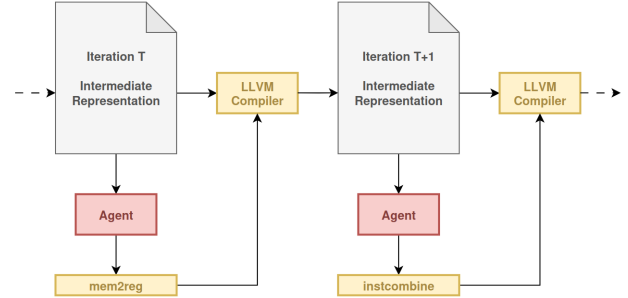 Iteration T
Intermediate
Representation
LLVM
Compiler
Agent
mem2reg
Iteration T+1
Intermediate
Representation
LLVM
Compiler
Agent
instcombine